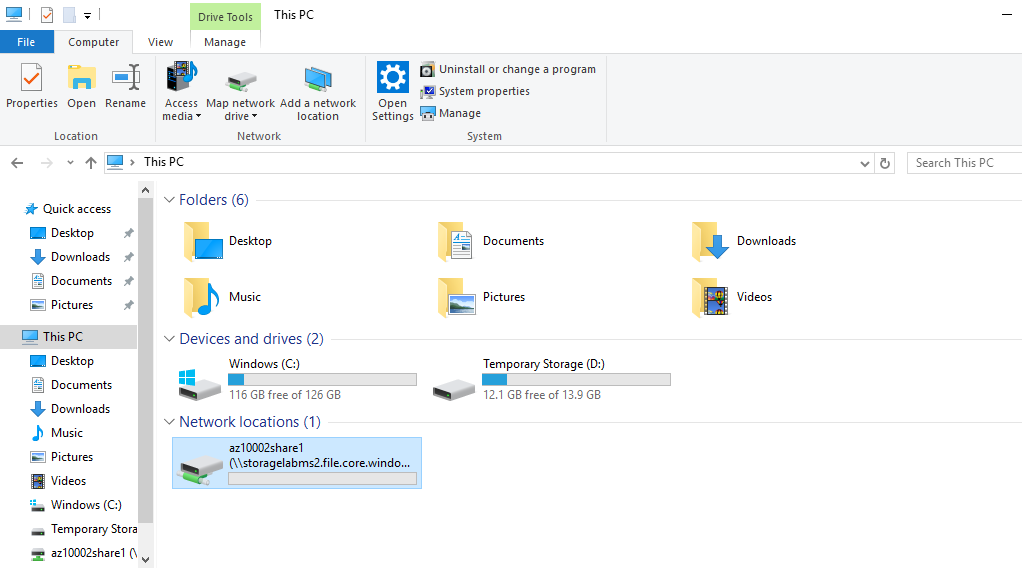 Drive Tools
This PC
File
Computer
View
Manage
Properties
Open
Rename
Access media
Map network drive
Add a network location
Open Settings
Uninstall or change a program
System properties
Manage
Location
Network
System
This PC
Search This PC
Quick access
Desktop
Downloads
Documents
Pictures
This PC
Desktop
Documents
Downloads
Music
Pictures
Videos
Windows (C:)
Temporary Stora
az10002share1 (\
Folders (6)
Desktop
Documents
Downloads
Music
Pictures
Videos
Devices and drives (2)
Windows (C:)
116 GB free of 126 GB
Temporary Storage (D:)
12.1 GB free of 13.9 GB
Network locations (1)
az10002share1
(\\storagelabms2.file.core.windo...